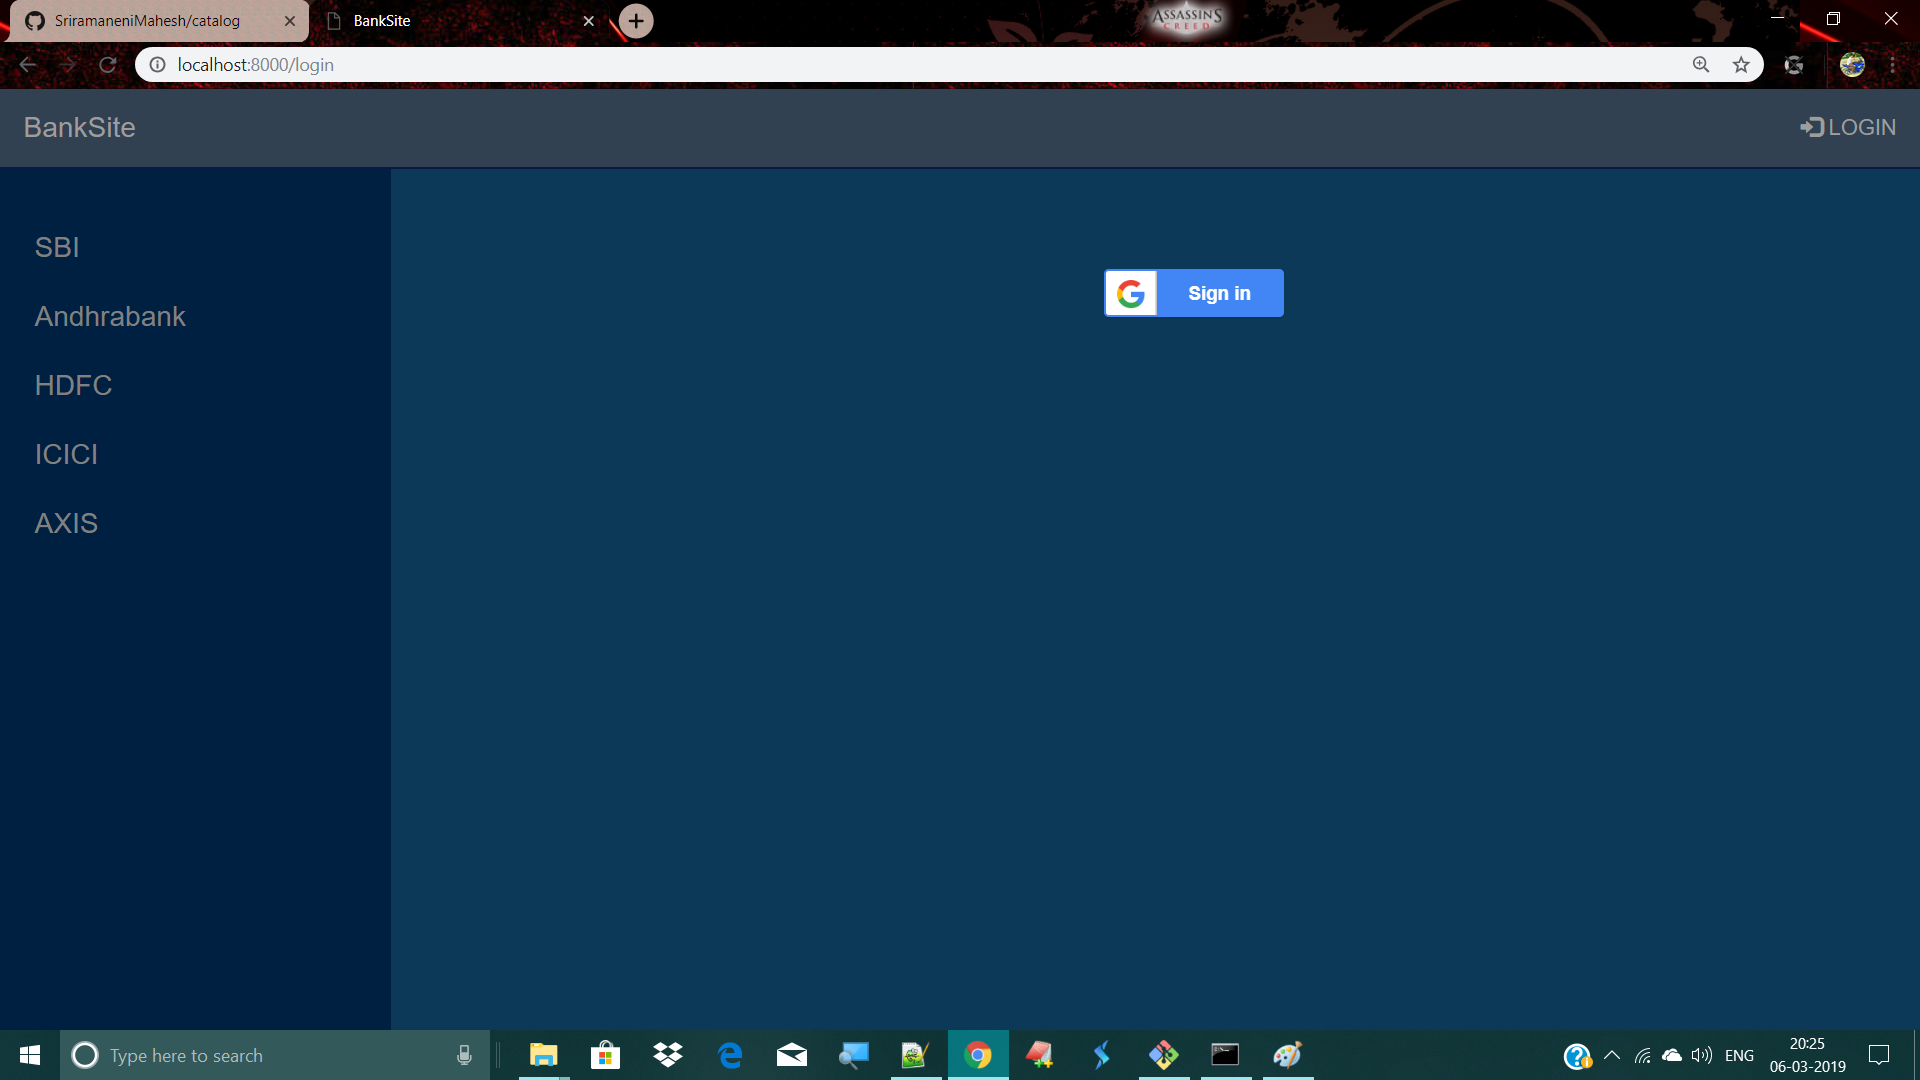 SriramaneniMahesh/catalog
BankSite
ASSASSIN'S
CREED
localhost:8000/login
BankSite
LOGIN
SBI
Andhrabank
HDFC
ICICI
AXIS
G Sign in
Type here to search
ENG
20:25
06-03-2019